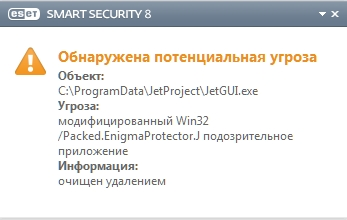 eset SMART SECURITY 8
Обнаружена потенциальная угроза
Объект:
C:\ProgramData\JetProject\JetGUI.exe
Угроза:
модифицированный Win32
/Packed.EnigmaProtector.J подозрительное
приложение
Информация:
очищен удалением